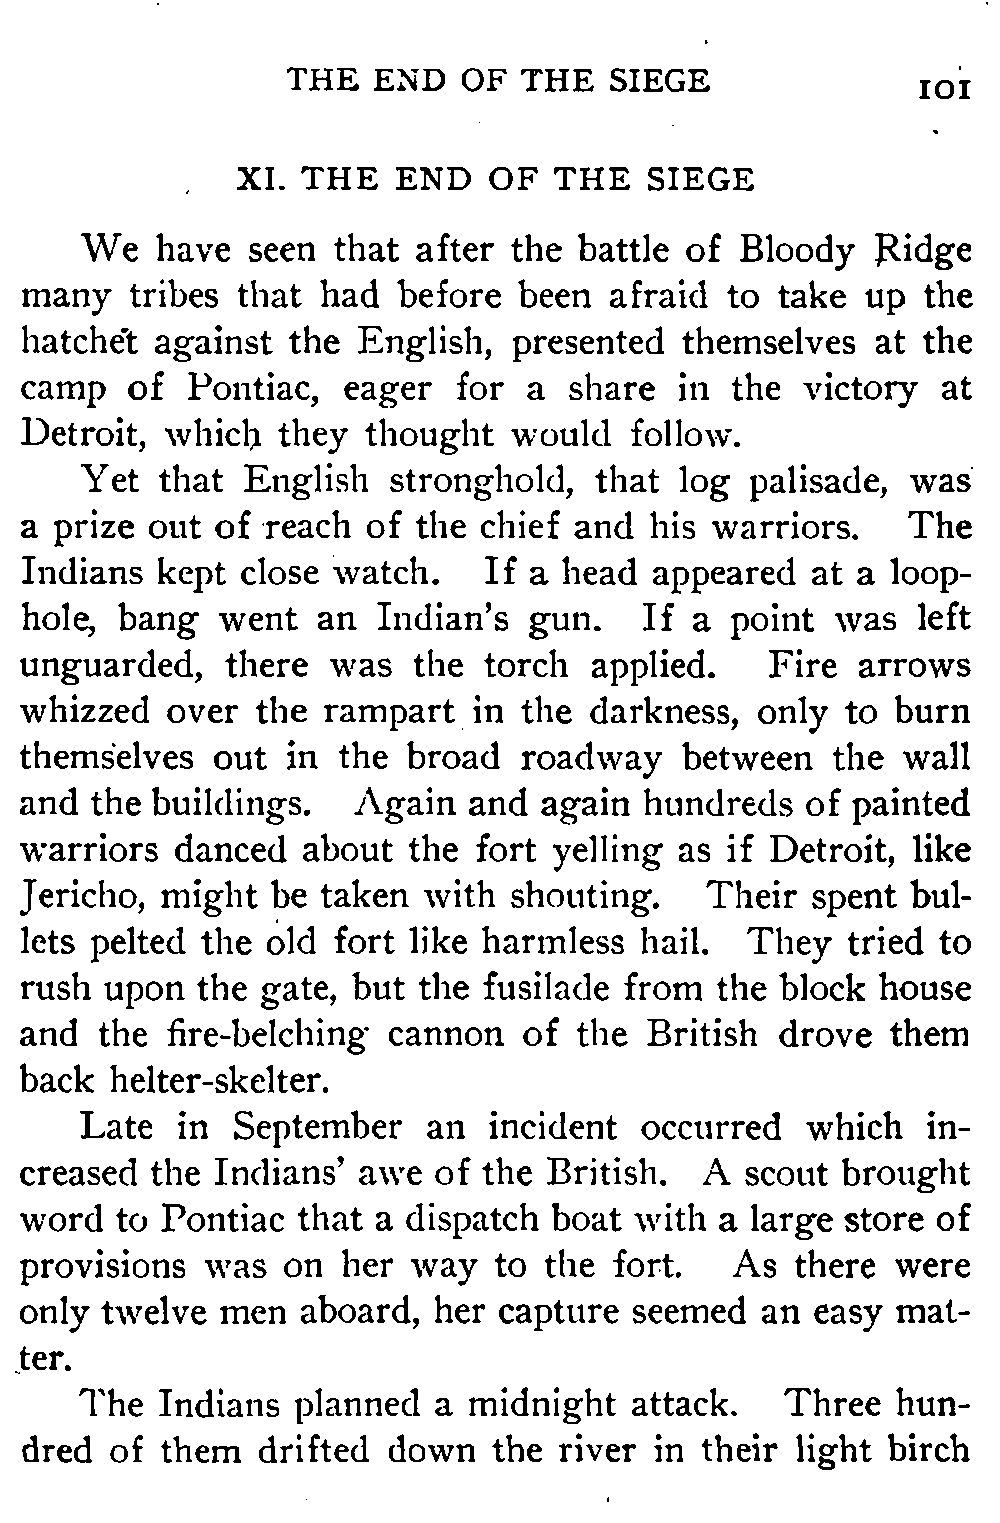 THE END OF THE SIEGE 101
XI. THE END OF THE SIEGE
We have seen that after the battle of Bloody Ridge
many tribes that had before been afraid to take up the
hatchet against the English, presented themselves at the
camp of Pontiac, eager for a share in the victory at
Detroit, which they thought would follow.
Yet that English stronghold, that log palisade, was
a prize out of reach of the chief and his warriors. The
Indians kept close watch. If a head appeared at a loop-
hole, bang went an Indian's gun. If a point was left
unguarded, there was the torch applied. Fire arrows
whizzed over the rampart in the darkness, only to burn
themselves out in the broad roadway between the wall
and the buildings. Again and again hundreds of painted
warriors danced about the fort yelling as if Detroit, like
Jericho, might be taken with shouting. Their spent bul-
lets pelted the old fort like harmless hail. They tried to
rush upon the gate, but the fusilade from the block house
and the fire-belching cannon of the British drove them
back helter-skelter.
Late in September an incident occurred which in-
creased the Indians' awe of the British. A scout brought
word to Pontiac that a dispatch boat with a large store of
provisions was on her way to the fort. As there were
only twelve men aboard, her capture seemed an easy mat-
ter.
The Indians planned a midnight attack. Three hun-
dred of them drifted down the river in their light birch